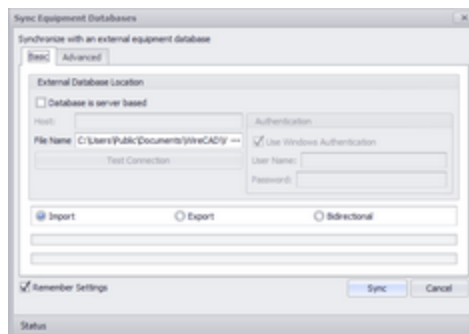 Sync Equipment Databases
Synchronize with an external equipment database
Basic Advanced
External Database Location
Database is server based
Host: Authentication
File Name C:\Users\Public\Documents\WireCAD\V ··· Use Windows Authentication
Test Connection User Name:
Password:
Import Export Bidirectional
Remember Settings Sync Cancel
Status